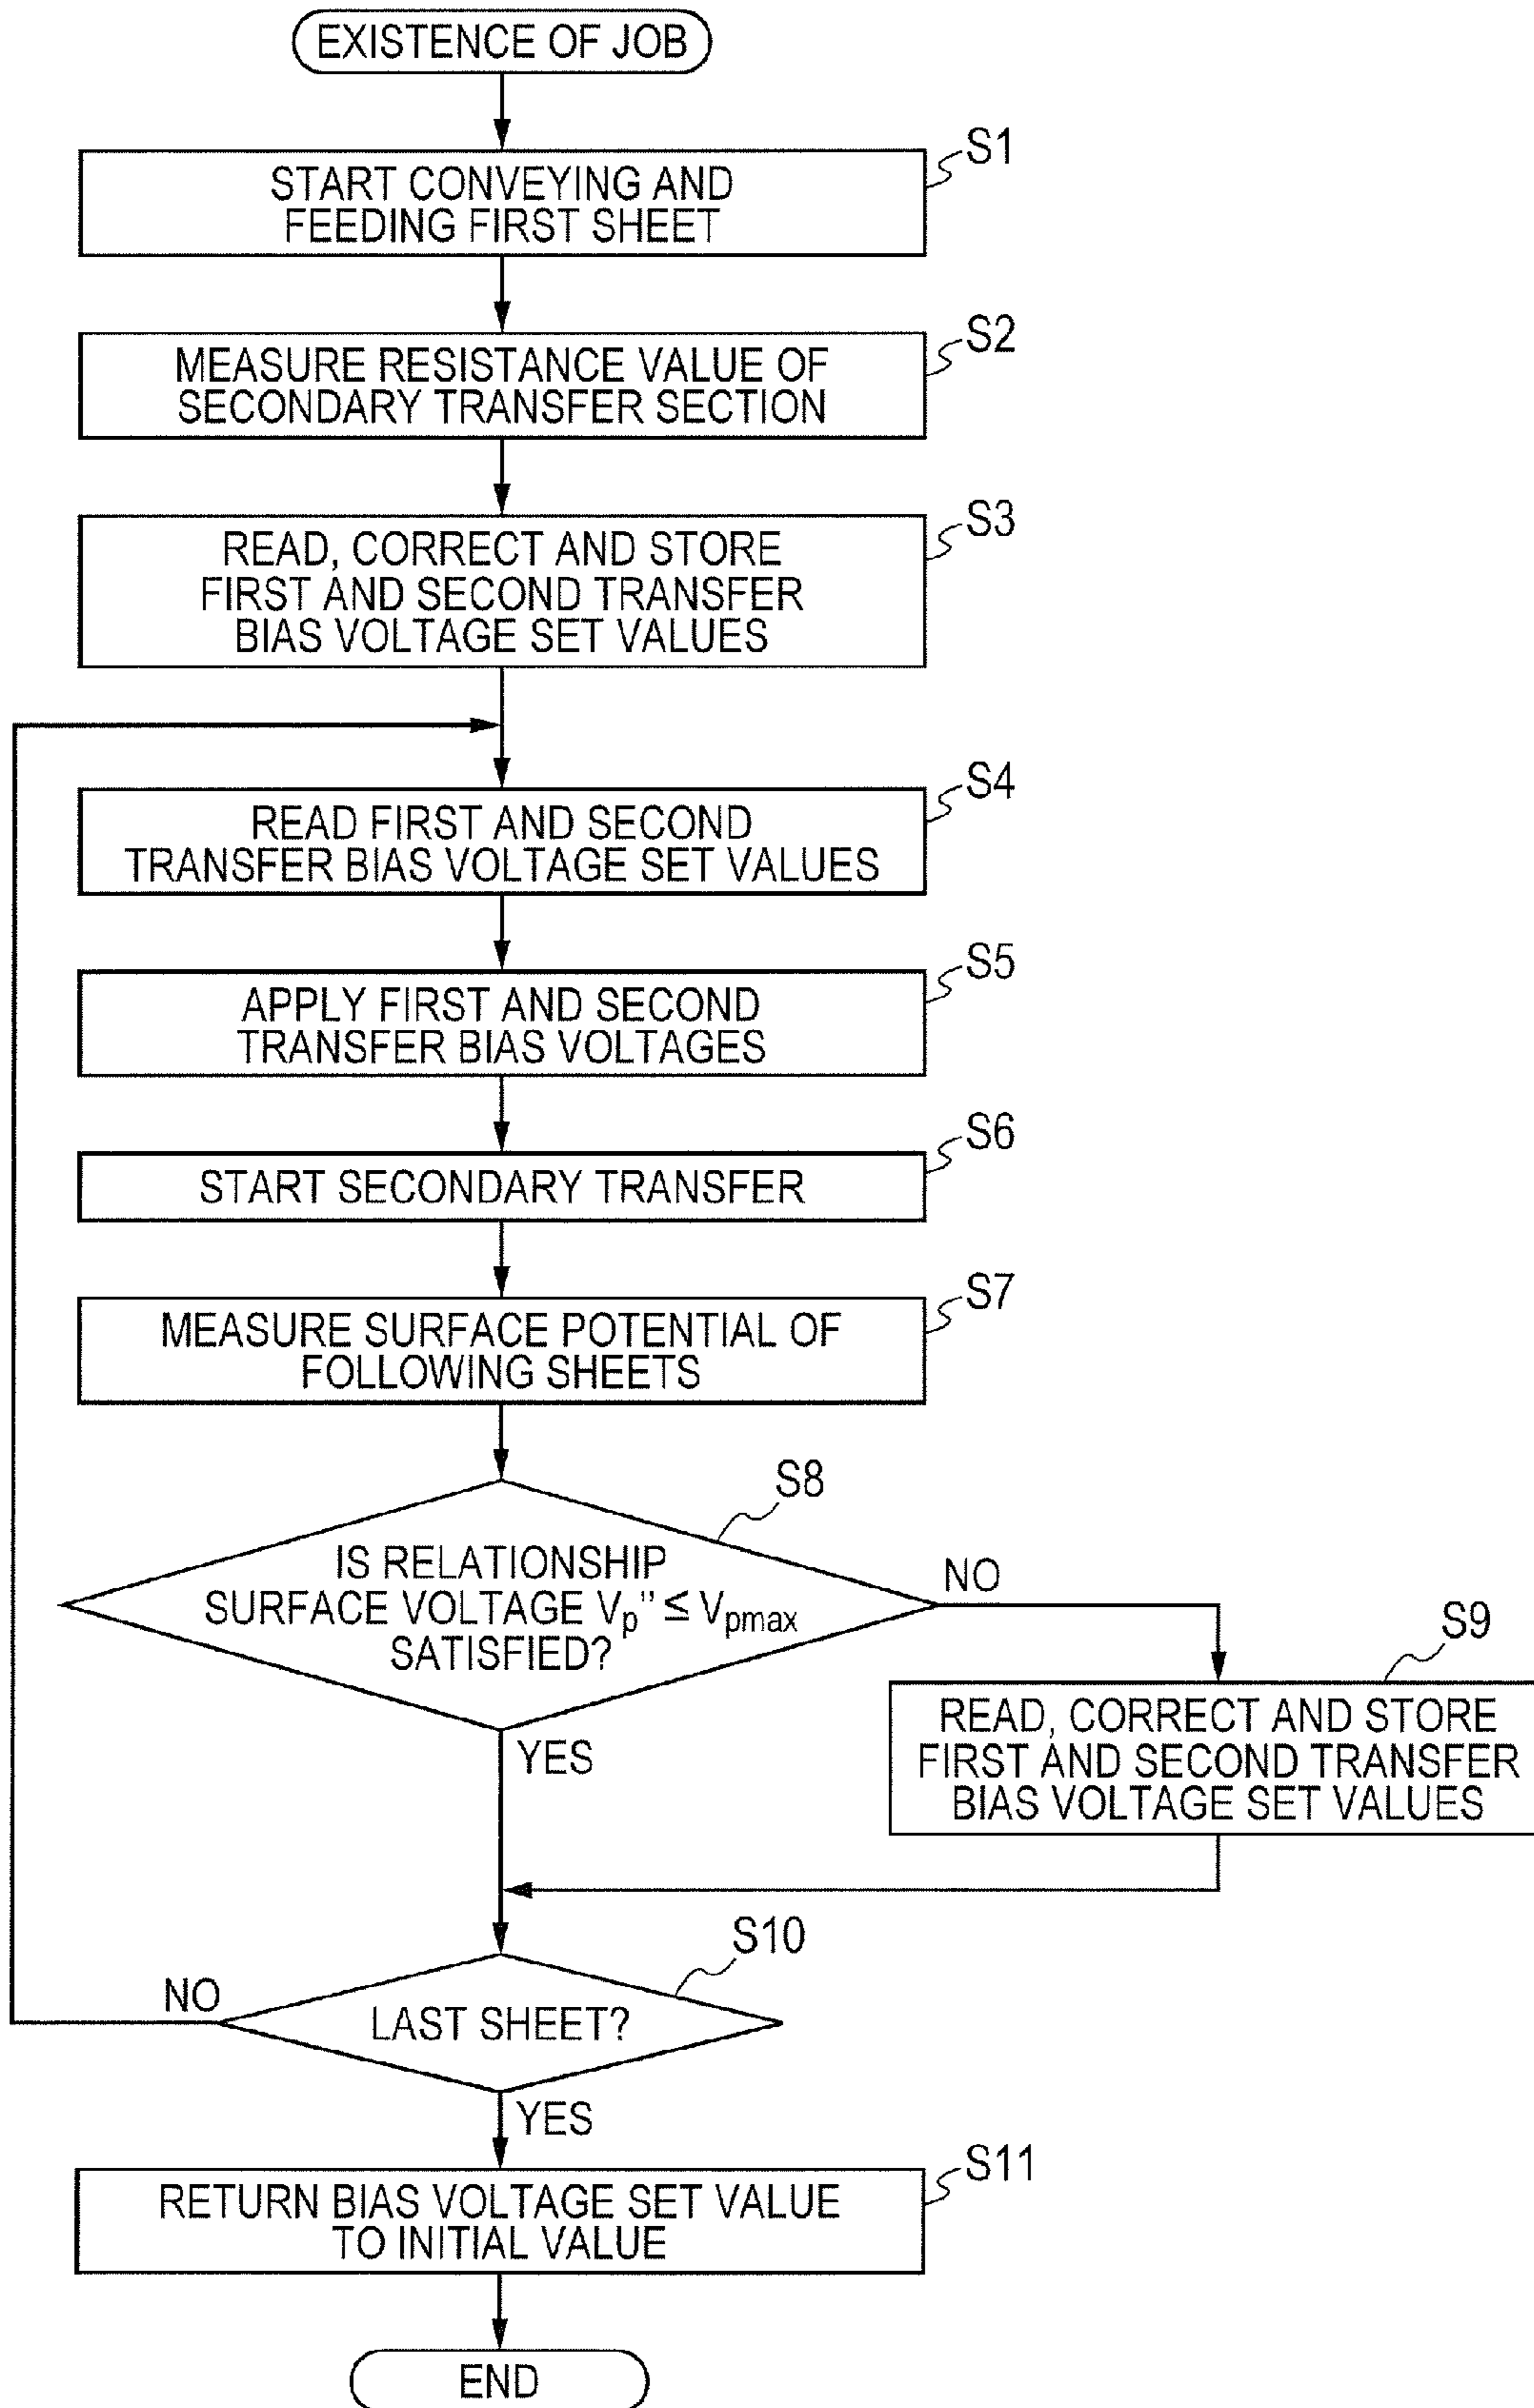 EXISTENCE OF JOB
S1
START CONVEYING AND
FEEDING FIRST SHEET
S2
MEASURE RESISTANCE VALUE OF
SECONDARY TRANSFER SECTION
S3
READ, CORRECT AND STORE
FIRST AND SECOND TRANSFER
BIAS VOLTAGE SET VALUES
S4
READ FIRST AND SECOND
TRANSFER BIAS VOLTAGE SET VALUES
S5
APPLY FIRST AND SECOND
TRANSFER BIAS VOLTAGES
S6
START SECONDARY TRANSFER
S7
MEASURE SURFACE POTENTIAL OF
FOLLOWING SHEETS
S8
IS RELATIONSHIP
SURFACE VOLTAGE Vp" ≤ Vpmax
SATISFIED?
NO
YES
S9
READ, CORRECT AND STORE
FIRST AND SECOND TRANSFER
BIAS VOLTAGE SET VALUES
S10
LAST SHEET?
NO
YES
S11
RETURN BIAS VOLTAGE SET VALUE
TO INITIAL VALUE
END